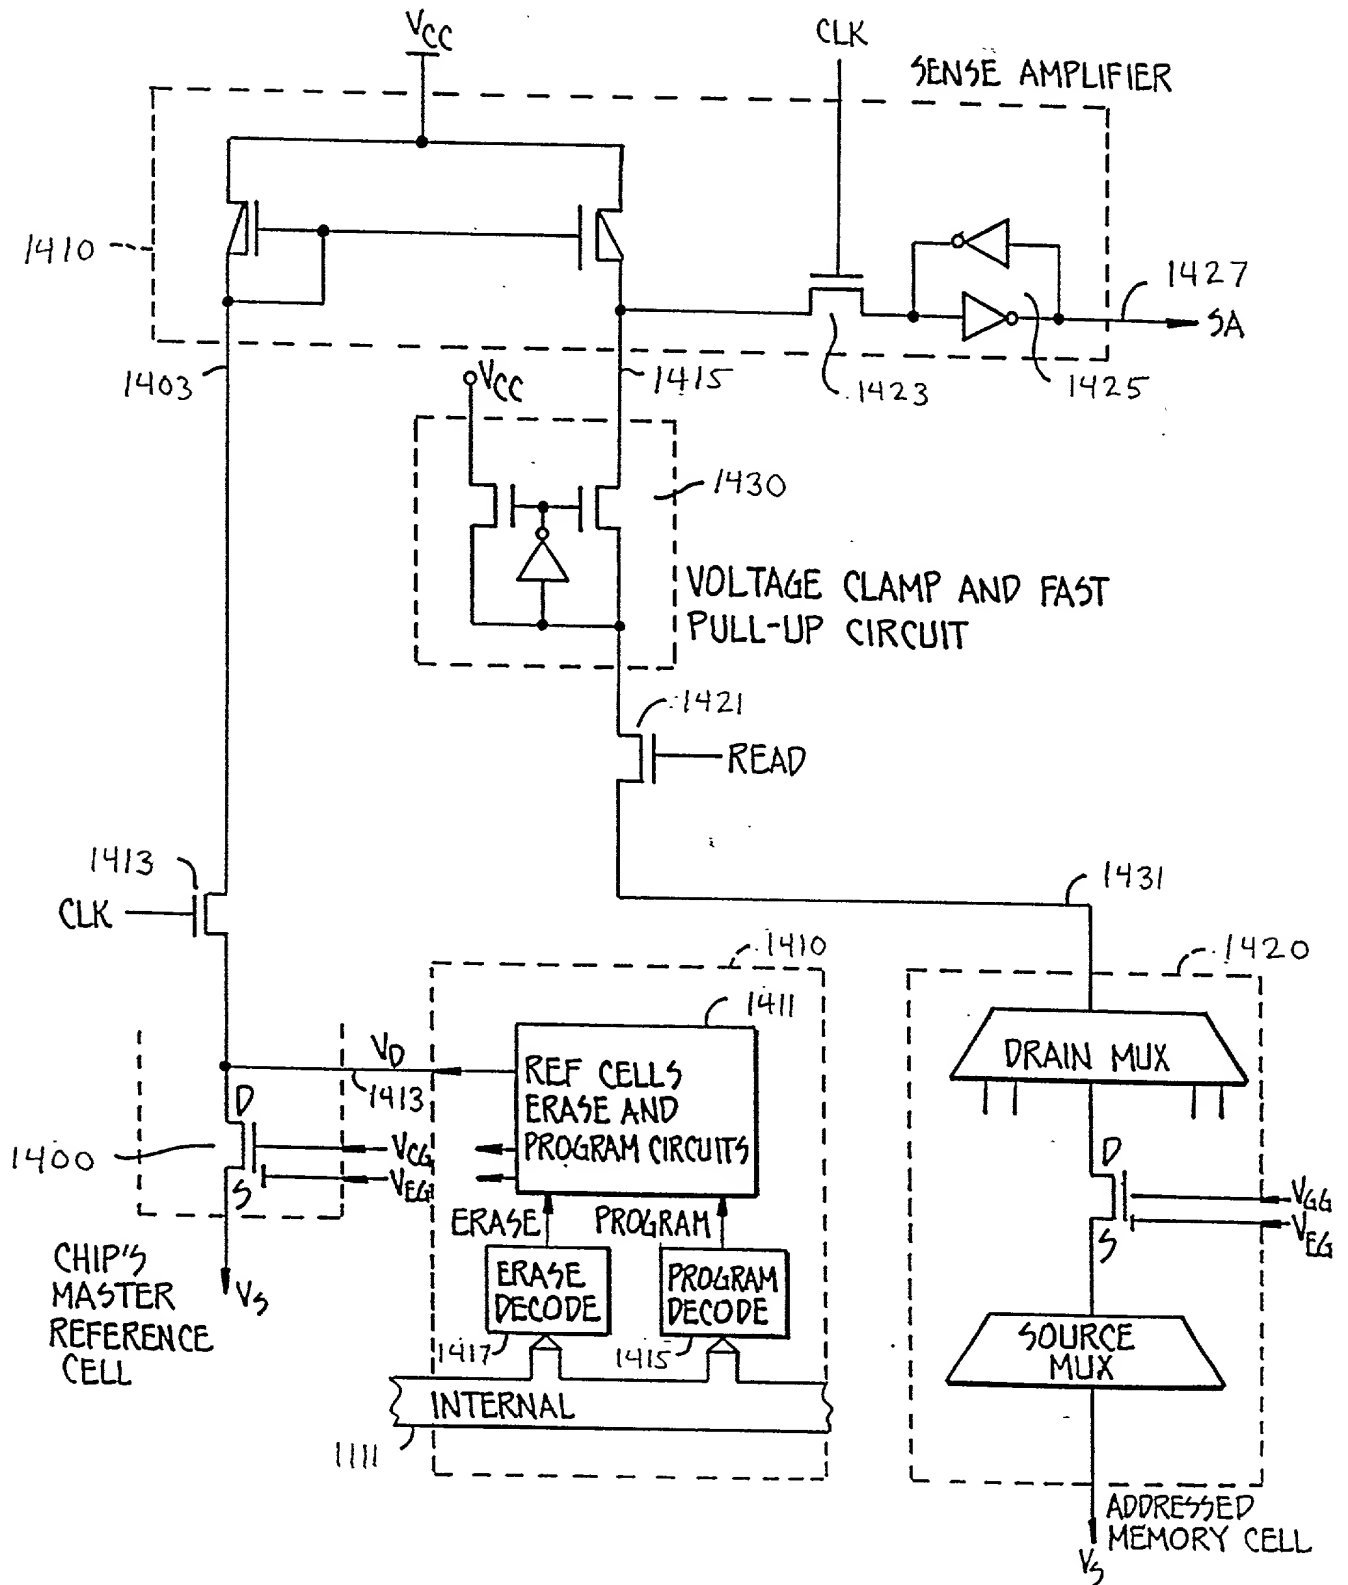 VCC
CLK
SENSE AMPLIFIER
1410
1427
SA
1403
VCC
1415
1423
1425
1430
VOLTAGE CLAMP AND FAST
PULL-UP CIRCUIT
1421
READ
1413
CLK
1431
1410
1420
1411
VD
1413
REF CELLS
ERASE AND
PROGRAM CIRCUITS
DRAIN MUX
D
1400
VCG
VEG
S
D
VGG
VEG
S
ERASE
PROGRAM
CHIP'S
MASTER
REFERENCE
CELL
VS
ERASE
DECODE
PROGRAM
DECODE
1417
1415
SOURCE
MUX
INTERNAL
1111
ADDRESSED
MEMORY CELL
VS